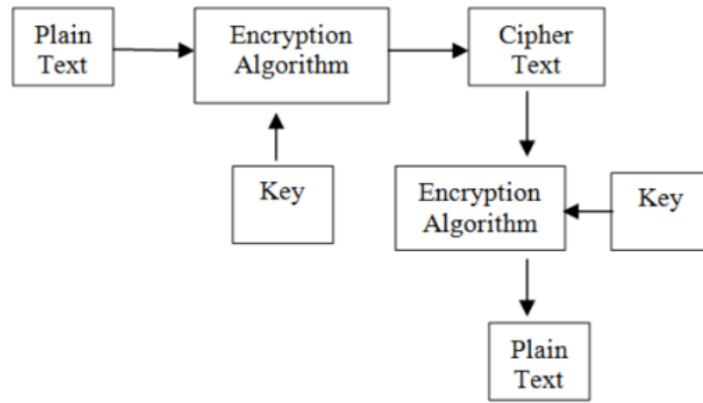 Plain
Text
Encryption
Algorithm
Cipher
Text
Key
Encryption
Algorithm
Key
Plain
Text